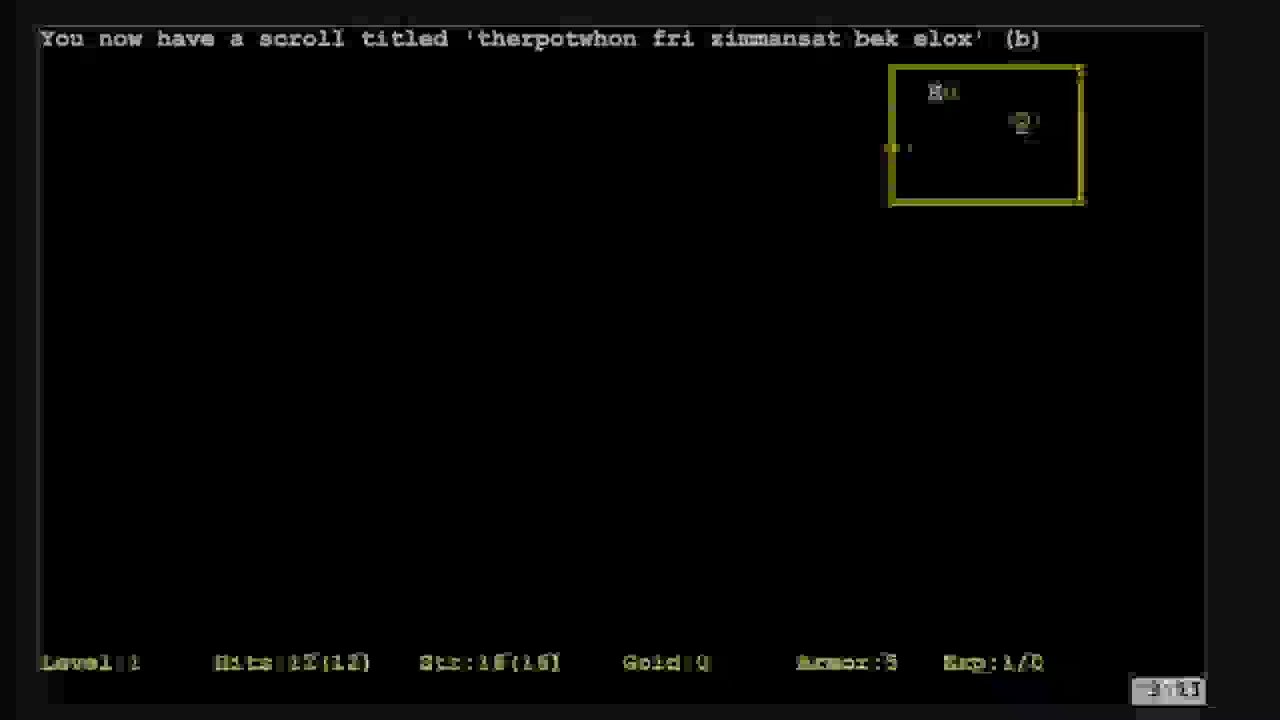 You now have a scroll titled 'therpotwhon fri zimmansat bek elox' (b)
Level:1 Hits:12(12) Str:16(16) Gold:0 Armor:5 Exp:1/0